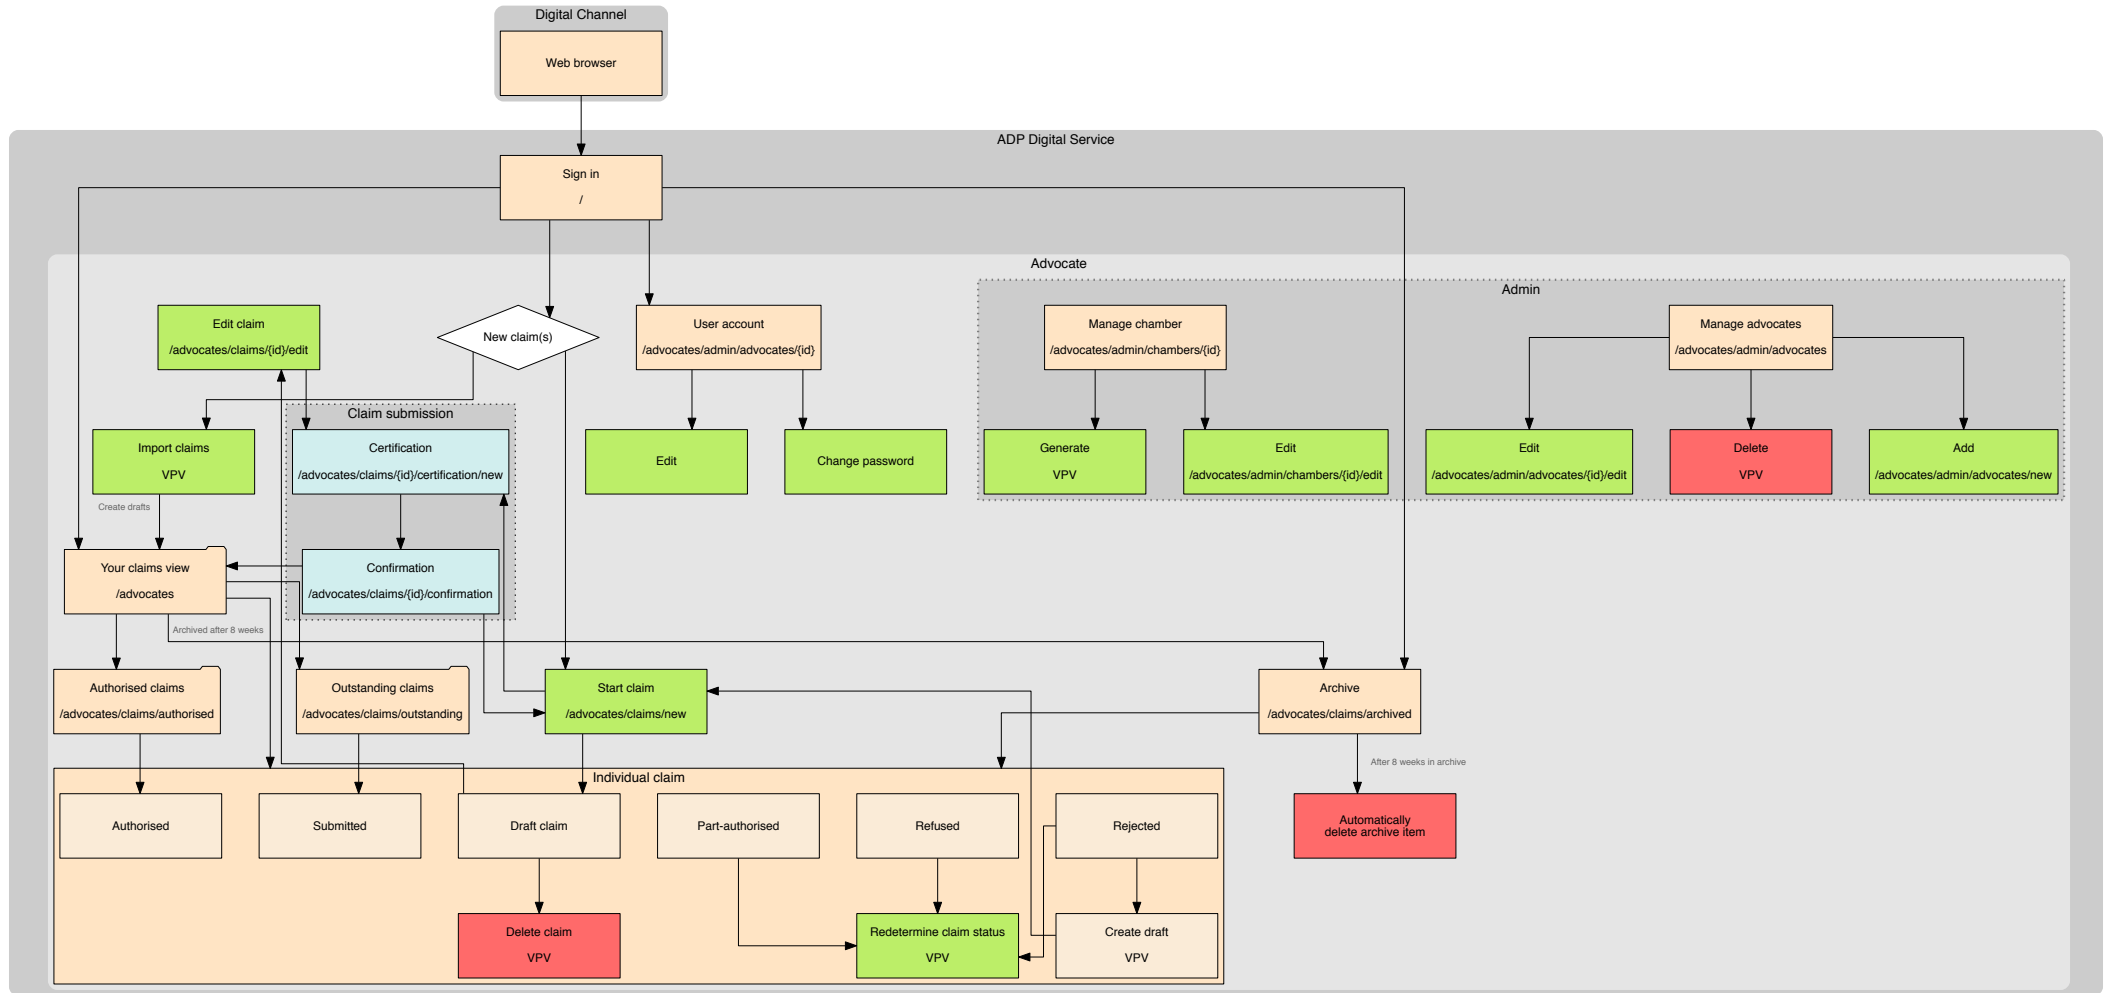 Digital Channel
Web browser
ADP Digital Service
Sign in
/
Advocate
Admin
Edit claim
/advocates/claims/{id}/edit
New claim(s)
User account
/advocates/admin/advocates/{id}
Manage chamber
/advocates/admin/chambers/{id}
Manage advocates
/advocates/admin/advocates
Claim submission
Import claims
VPV
Certification
/advocates/claims/{id}/certification/new
Edit
Change password
Generate
VPV
Edit
/advocates/admin/chambers/{id}/edit
Edit
/advocates/admin/advocates/{id}/edit
Delete
VPV
Add
/advocates/admin/advocates/new
Create drafts
Your claims view
/advocates
Confirmation
/advocates/claims/{id}/confirmation
Archived after 8 weeks
Authorised claims
/advocates/claims/authorised
Outstanding claims
/advocates/claims/outstanding
Start claim
/advocates/claims/new
Archive
/advocates/claims/archived
After 8 weeks in archive
Individual claim
Authorised
Submitted
Draft claim
Part-authorised
Refused
Rejected
Automatically
delete archive item
Delete claim
VPV
Redetermine claim status
VPV
Create draft
VPV